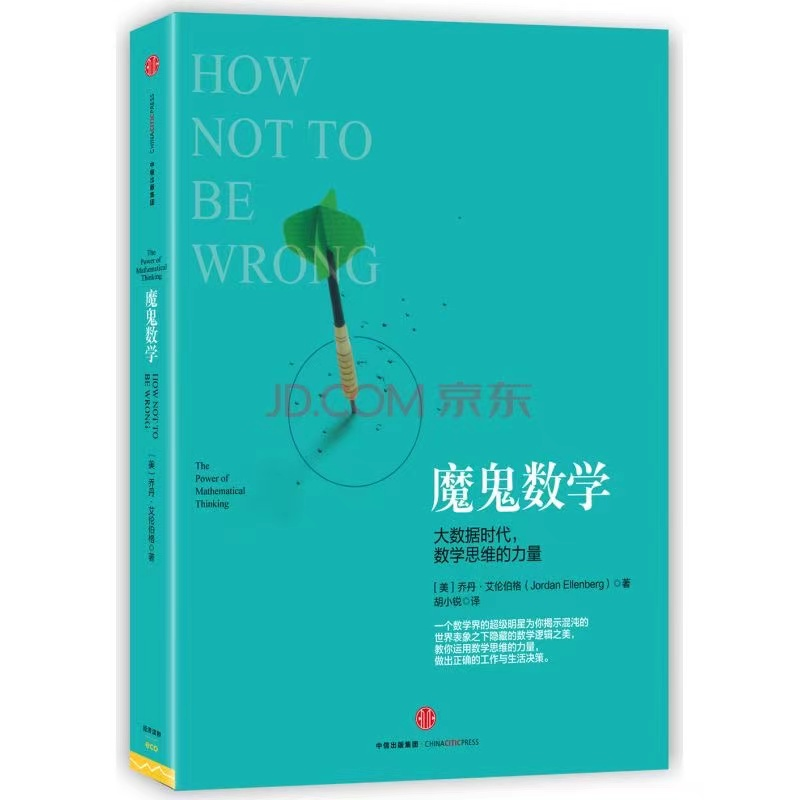 HOW
NOT TO
BE
WRONG
JD.COM 京东
The
Power of
Mathematical
Thinking
魔鬼数学
大数据时代，
数学思维的力量
［美］乔丹·艾伦伯格（Jordan Ellenberg）◎著
胡小锐◎译
一个数学界的超级明星为你揭示混沌的
世界表象之下隐藏的数学逻辑之美，
教你运用数学思维的力量，
做出正确的工作与生活决策。
中信出版集团·CHINACITICPRESS
CHINACITICPRESS
中信出版集团
The
Power of
Mathematical
Thinking
魔鬼数学
HOW NOT TO
BE WRONG
［美］乔丹·艾伦伯格 著
eco